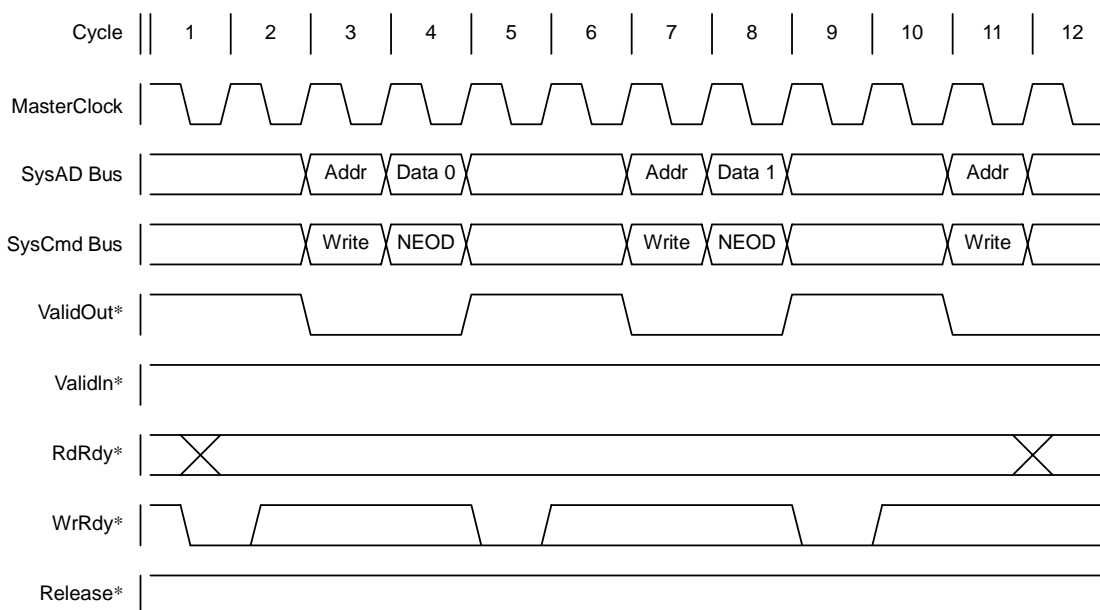 Cycle 1 2 3 4 5 6 7 8 9 10 11 12
MasterClock
SysAD Bus Addr Data 0 Addr Data 1 Addr
SysCmd Bus Write NEOD Write NEOD Write
ValidOut*
ValidIn*
RdRdy*
WrRdy*
Release*